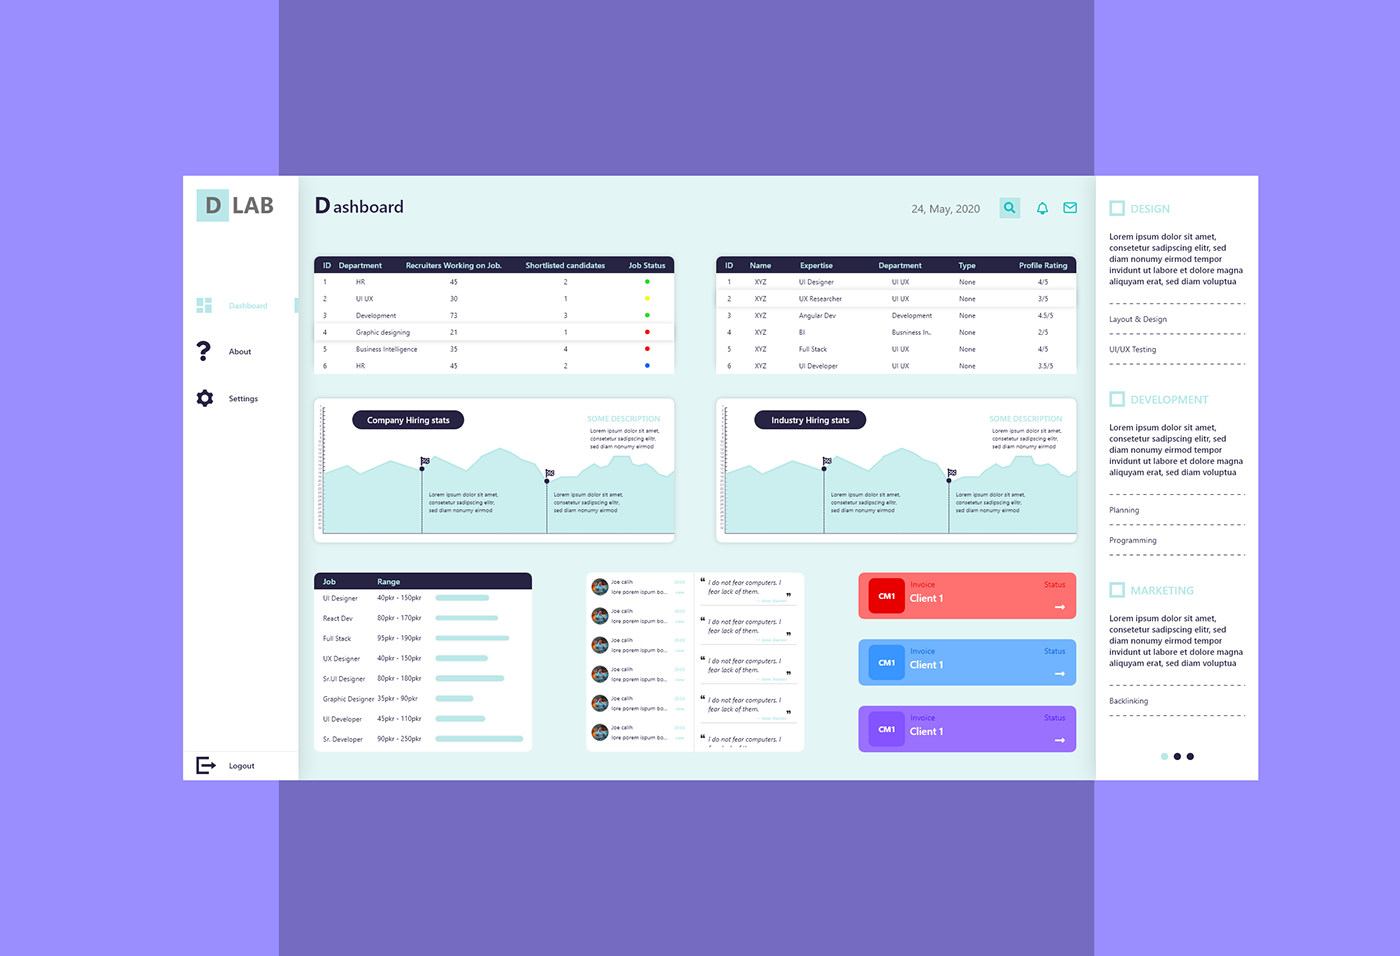 D LAB
Dashboard
About
Settings
Logout
Dashboard
24, May, 2020
ID Department Recruiters Working on Job. Shortlisted candidates Job Status
1 HR 45 2
2 UI UX 30 1
3 Development 73 3
4 Graphic designing 21 1
5 Business Intelligence 35 4
6 HR 45 2
ID Name Expertise Department Type Profile Rating
1 XYZ UI Designer UI UX None 4/5
2 XYZ UX Researcher UI UX None 3/5
3 XYZ Angular Dev Development None 4.5/5
4 XYZ BI Busniness In.. None 2/5
5 XYZ Full Stack UI UX None 4/5
6 XYZ UI Developer UI UX None 3.5/5
Company Hiring stats
SOME DESCRIPTION
Lorem ipsum dolor sit amet,
consetetur sadipscing elitr,
sed diam nonumy eirmod
Lorem ipsum dolor sit amet,
consetetur sadipscing elitr,
sed diam nonumy eirmod
Lorem ipsum dolor sit amet,
consetetur sadipscing elitr,
sed diam nonumy eirmod
Industry Hiring stats
SOME DESCRIPTION
Lorem ipsum dolor sit amet,
consetetur sadipscing elitr,
sed diam nonumy eirmod
Lorem ipsum dolor sit amet,
consetetur sadipscing elitr,
sed diam nonumy eirmod
Lorem ipsum dolor sit amet,
consetetur sadipscing elitr,
sed diam nonumy eirmod
Job Range
UI Designer 40pkr - 150pkr
React Dev 80pkr - 170pkr
Full Stack 95pkr - 190pkr
UX Designer 40pkr - 150pkr
Sr.UI Designer 80pkr - 180pkr
Graphic Designer 35pkr - 90pkr
UI Developer 45pkr - 110pkr
Sr. Developer 90pkr - 250pkr
Joe calih
lore porem ispum bo...
Joe calih
lore porem ispum bo...
Joe calih
lore porem ispum bo...
Joe calih
lore porem ispum bo...
Joe calih
lore porem ispum bo...
Joe calih
lore porem ispum bo...
❝ I do not fear computers. I
fear lack of them. ❞
❝ I do not fear computers. I
fear lack of them. ❞
❝ I do not fear computers. I
fear lack of them. ❞
❝ I do not fear computers. I
fear lack of them. ❞
❝ I do not fear computers. I
CM1 Invoice Status
Client 1
CM1 Invoice Status
Client 1
CM1 Invoice Status
Client 1
DESIGN
Lorem ipsum dolor sit amet,
consetetur sadipscing elitr, sed
diam nonumy eirmod tempor
invidunt ut labore et dolore magna
aliquyam erat, sed diam voluptua
Layout & Design
UI/UX Testing
DEVELOPMENT
Lorem ipsum dolor sit amet,
consetetur sadipscing elitr, sed
diam nonumy eirmod tempor
invidunt ut labore et dolore magna
aliquyam erat, sed diam voluptua
Planning
Programming
MARKETING
Lorem ipsum dolor sit amet,
consetetur sadipscing elitr, sed
diam nonumy eirmod tempor
invidunt ut labore et dolore magna
aliquyam erat, sed diam voluptua
Backlinking